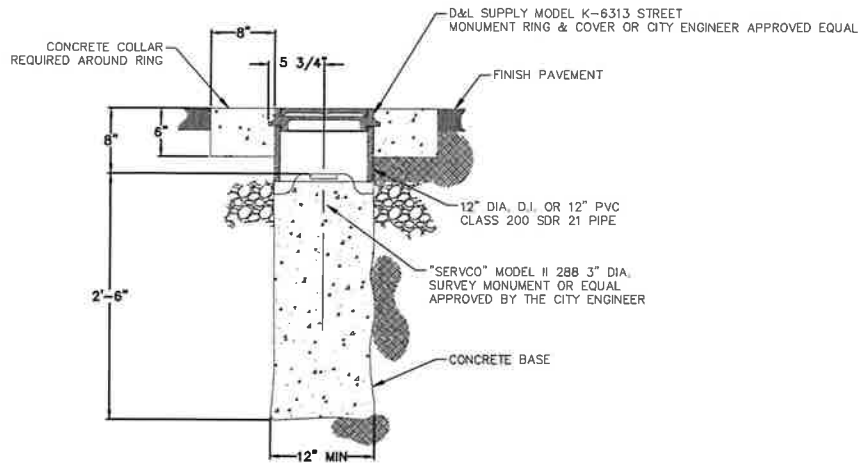 D&L SUPPLY MODEL K-6313 STREET
MONUMENT RING & COVER OR CITY ENGINEER APPROVED EQUAL
8"
CONCRETE COLLAR
REQUIRED AROUND RING
5 3/4"
FINISH PAVEMENT
8"
6"
12" DIA. D.I. OR 12" PVC
CLASS 200 SDR 21 PIPE
"SERVCO" MODEL II 288 3" DIA.
SURVEY MONUMENT OR EQUAL
APPROVED BY THE CITY ENGINEER
2'-6"
CONCRETE BASE
12" MIN